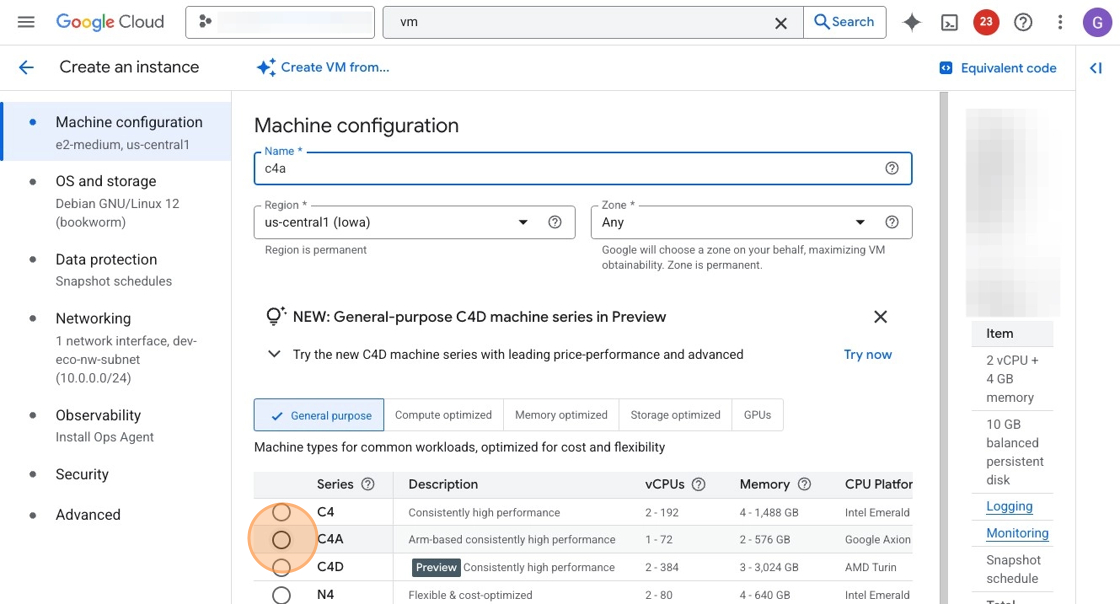 Google Cloud
vm
Search
23
G
Create an instance
Create VM from...
Equivalent code
Machine configuration
e2-medium, us-central1
OS and storage
Debian GNU/Linux 12
(bookworm)
Data protection
Snapshot schedules
Networking
1 network interface, dev-
eco-nw-subnet
(10.0.0.0/24)
Observability
Install Ops Agent
Security
Advanced
Machine configuration
Name *
c4a
Region *
us-central1 (Iowa)
Region is permanent
Zone *
Any
Google will choose a zone on your behalf, maximizing VM
obtainability. Zone is permanent.
NEW: General-purpose C4D machine series in Preview
Try the new C4D machine series with leading price-performance and advanced
Try now
General purpose
Compute optimized
Memory optimized
Storage optimized
GPUs
Machine types for common workloads, optimized for cost and flexibility
Series Description vCPUs Memory CPU Platfor
C4 Consistently high performance 2 - 192 4 - 1,488 GB Intel Emerald
C4A Arm-based consistently high performance 1 - 72 2 - 576 GB Google Axion
C4D Preview Consistently high performance 2 - 384 3 - 3,024 GB AMD Turin
N4 Flexible & cost-optimized 2 - 80 4 - 640 GB Intel Emerald
Item
2 vCPU +
4 GB
memory
10 GB
balanced
persistent
disk
Logging
Monitoring
Snapshot
schedule